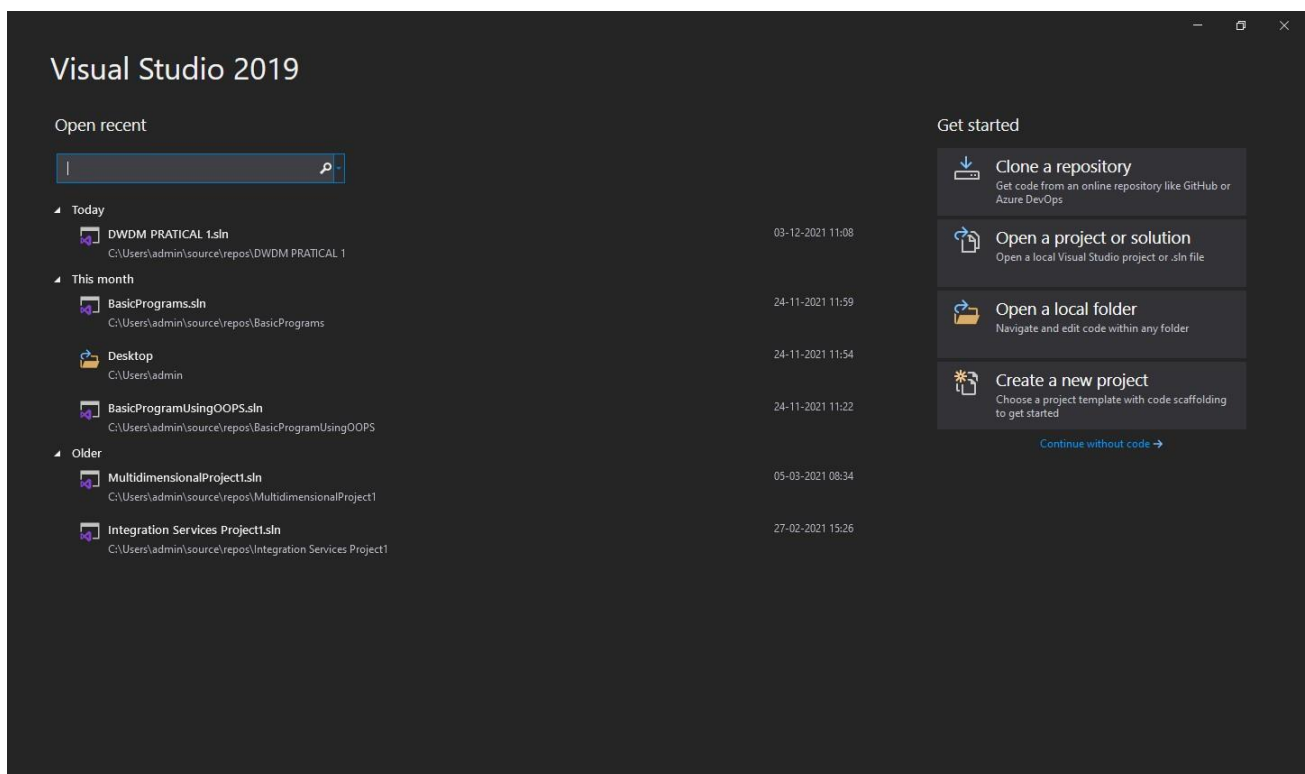 Visual Studio 2019
Open recent
Today
DWDM PRATICAL 1.sln
03-12-2021 11:08
C:\Users\admin\source\repos\DWDM PRATICAL 1
This month
BasicPrograms.sln
24-11-2021 11:59
C:\Users\admin\source\repos\BasicPrograms
Desktop
24-11-2021 11:54
C:\Users\admin
BasicProgramUsingOOPS.sln
24-11-2021 11:22
C:\Users\admin\source\repos\BasicProgramUsingOOPS
Older
MultidimensionalProject1.sln
05-03-2021 08:34
C:\Users\admin\source\repos\MultidimensionalProject1
Integration Services Project1.sln
27-02-2021 15:26
C:\Users\admin\source\repos\Integration Services Project1
Get started
Clone a repository
Get code from an online repository like GitHub or
Azure DevOps
Open a project or solution
Open a local Visual Studio project or .sln file
Open a local folder
Navigate and edit code within any folder
Create a new project
Choose a project template with code scaffolding
to get started
Continue without code →